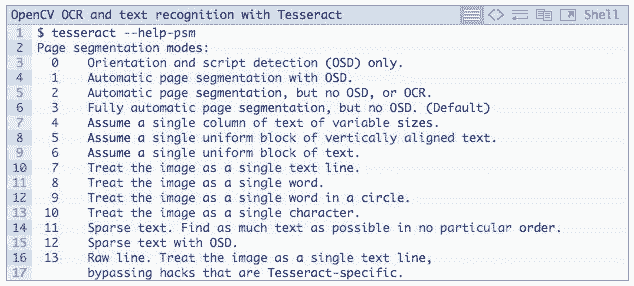 OpenCV OCR and text recognition with Tesseract Shell
1 $ tesseract --help-psm
2 Page segmentation modes:
3 0 Orientation and script detection (OSD) only.
4 1 Automatic page segmentation with OSD.
5 2 Automatic page segmentation, but no OSD, or OCR.
6 3 Fully automatic page segmentation, but no OSD. (Default)
7 4 Assume a single column of text of variable sizes.
8 5 Assume a single uniform block of vertically aligned text.
9 6 Assume a single uniform block of text.
10 7 Treat the image as a single text line.
11 8 Treat the image as a single word.
12 9 Treat the image as a single word in a circle.
13 10 Treat the image as a single character.
14 11 Sparse text. Find as much text as possible in no particular order.
15 12 Sparse text with OSD.
16 13 Raw line. Treat the image as a single text line,
17 bypassing hacks that are Tesseract-specific.